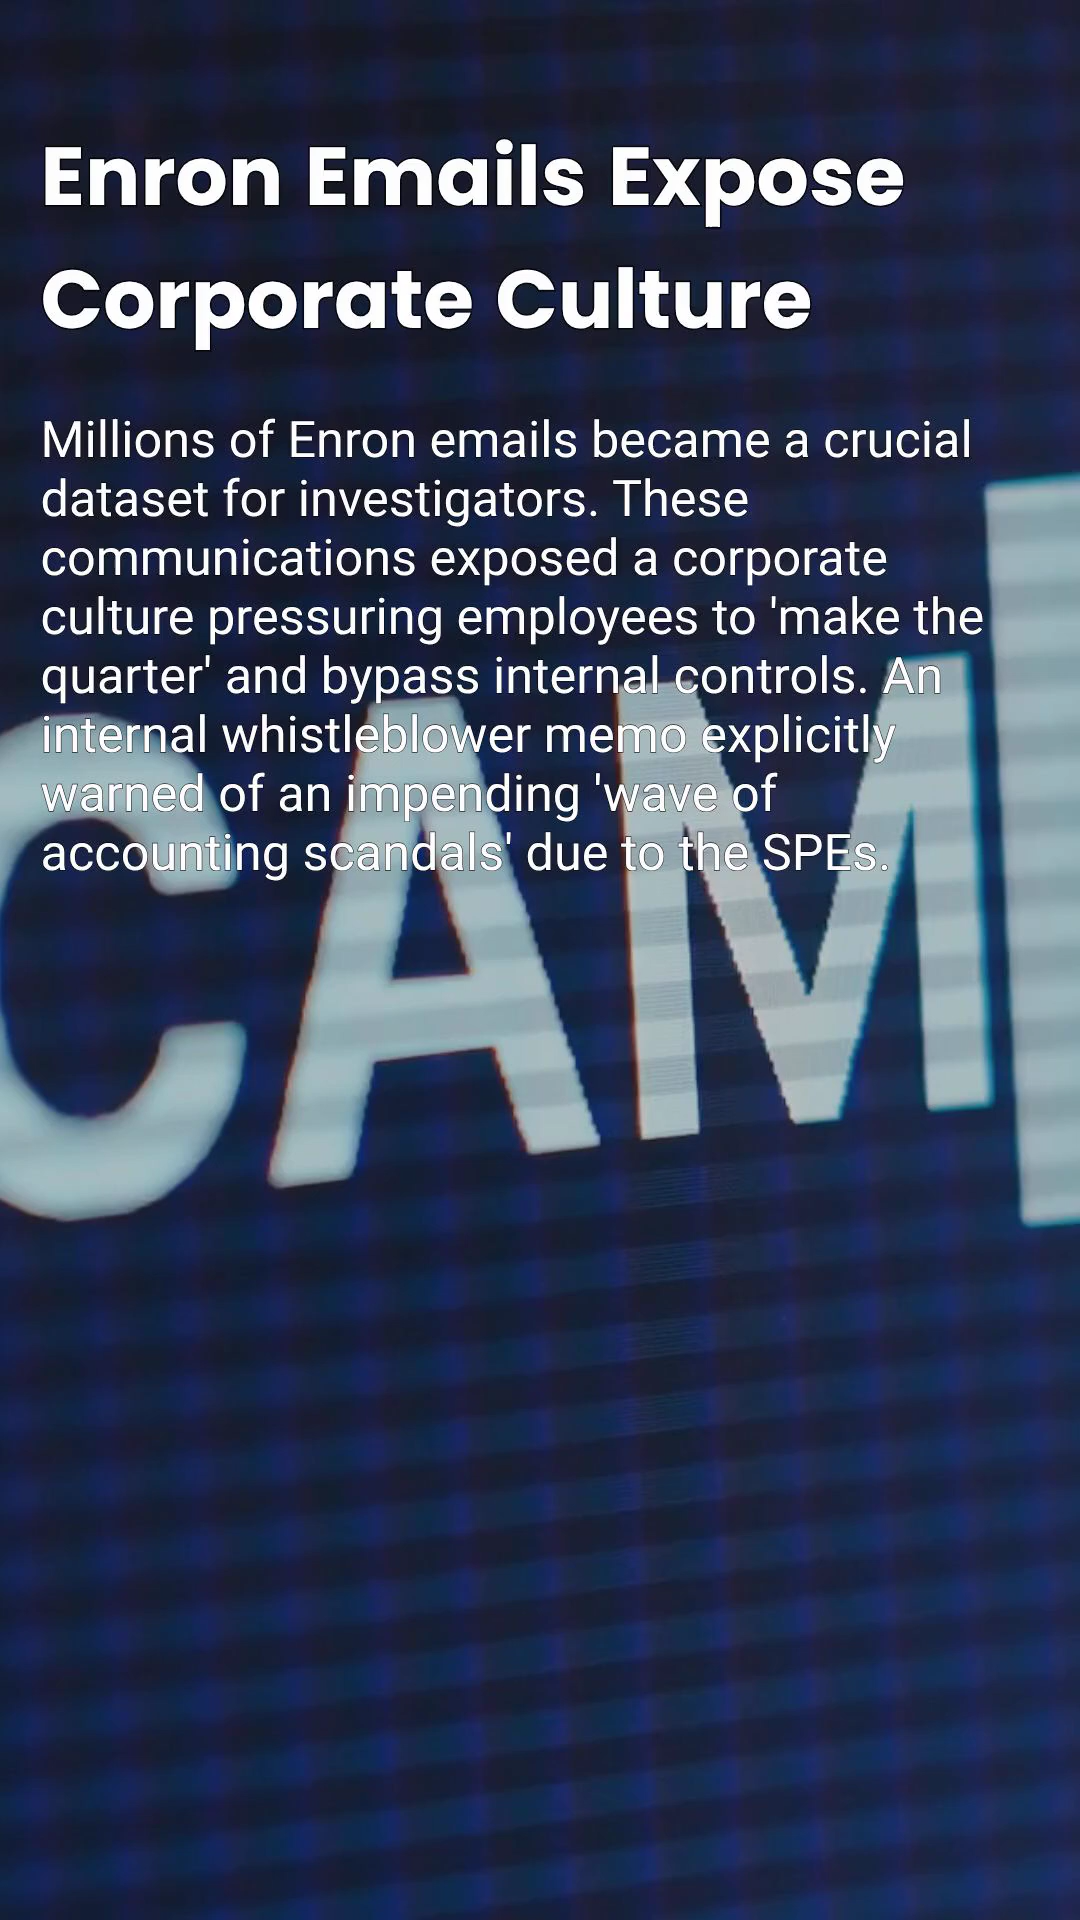 Enron Emails Expose
Corporate Culture
Millions of Enron emails became a crucial
dataset for investigators. These
communications exposed a corporate
culture pressuring employees to 'make the
quarter' and bypass internal controls. An
internal whistleblower memo explicitly
warned of an impending 'wave of
accounting scandals' due to the SPEs.
CAM